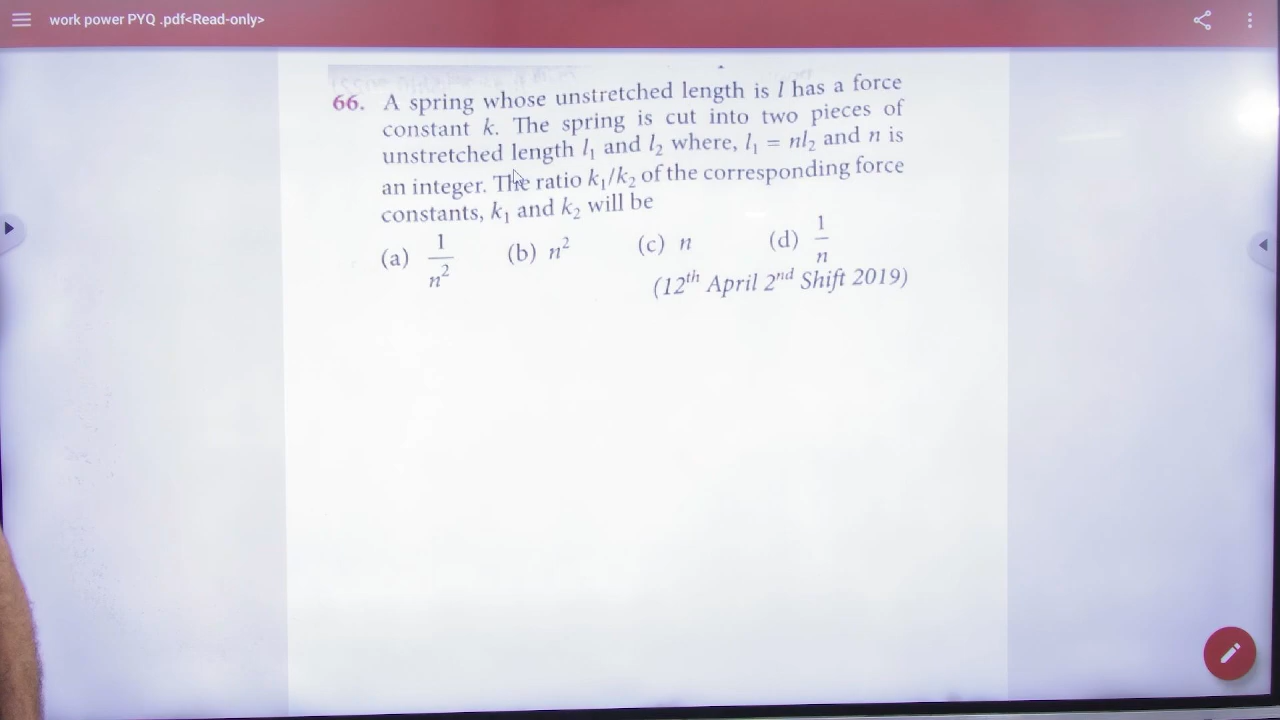 work power PYQ .pdf<Read-only>
66. A spring whose unstretched length is l has a force
constant k. The spring is cut into two pieces of
unstretched length l₁ and l₂ where, l₁ = nl₂ and n is
an integer. The ratio k₁/k₂ of the corresponding force
constants, k₁ and k₂ will be
(a) 1/n² (b) n² (c) n (d) 1/n
(12th April 2nd Shift 2019)